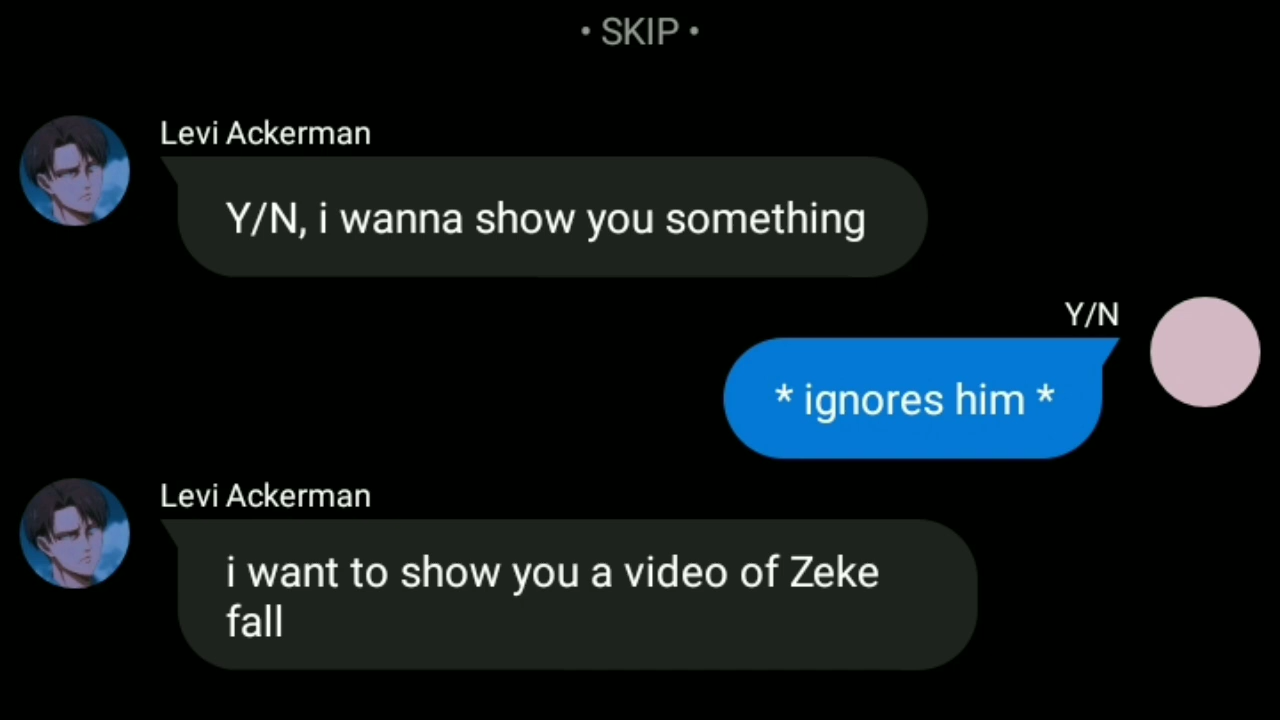 • SKIP •
Levi Ackerman
Y/N, i wanna show you something
Y/N
* ignores him *
Levi Ackerman
i want to show you a video of Zeke
fall